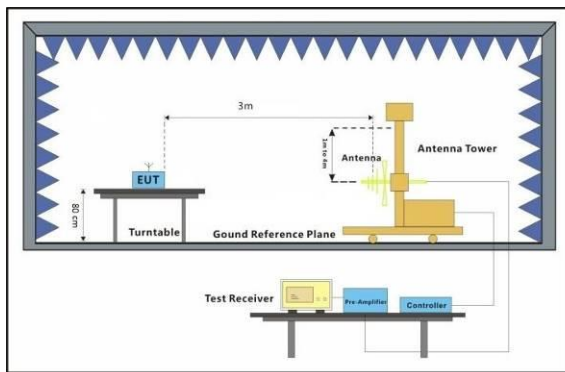 3m
1m to 4m
Antenna
Antenna Tower
EUT
80 cm
Turntable
Gound Reference Plane
Test Receiver
Pre-Amplifier
Controller